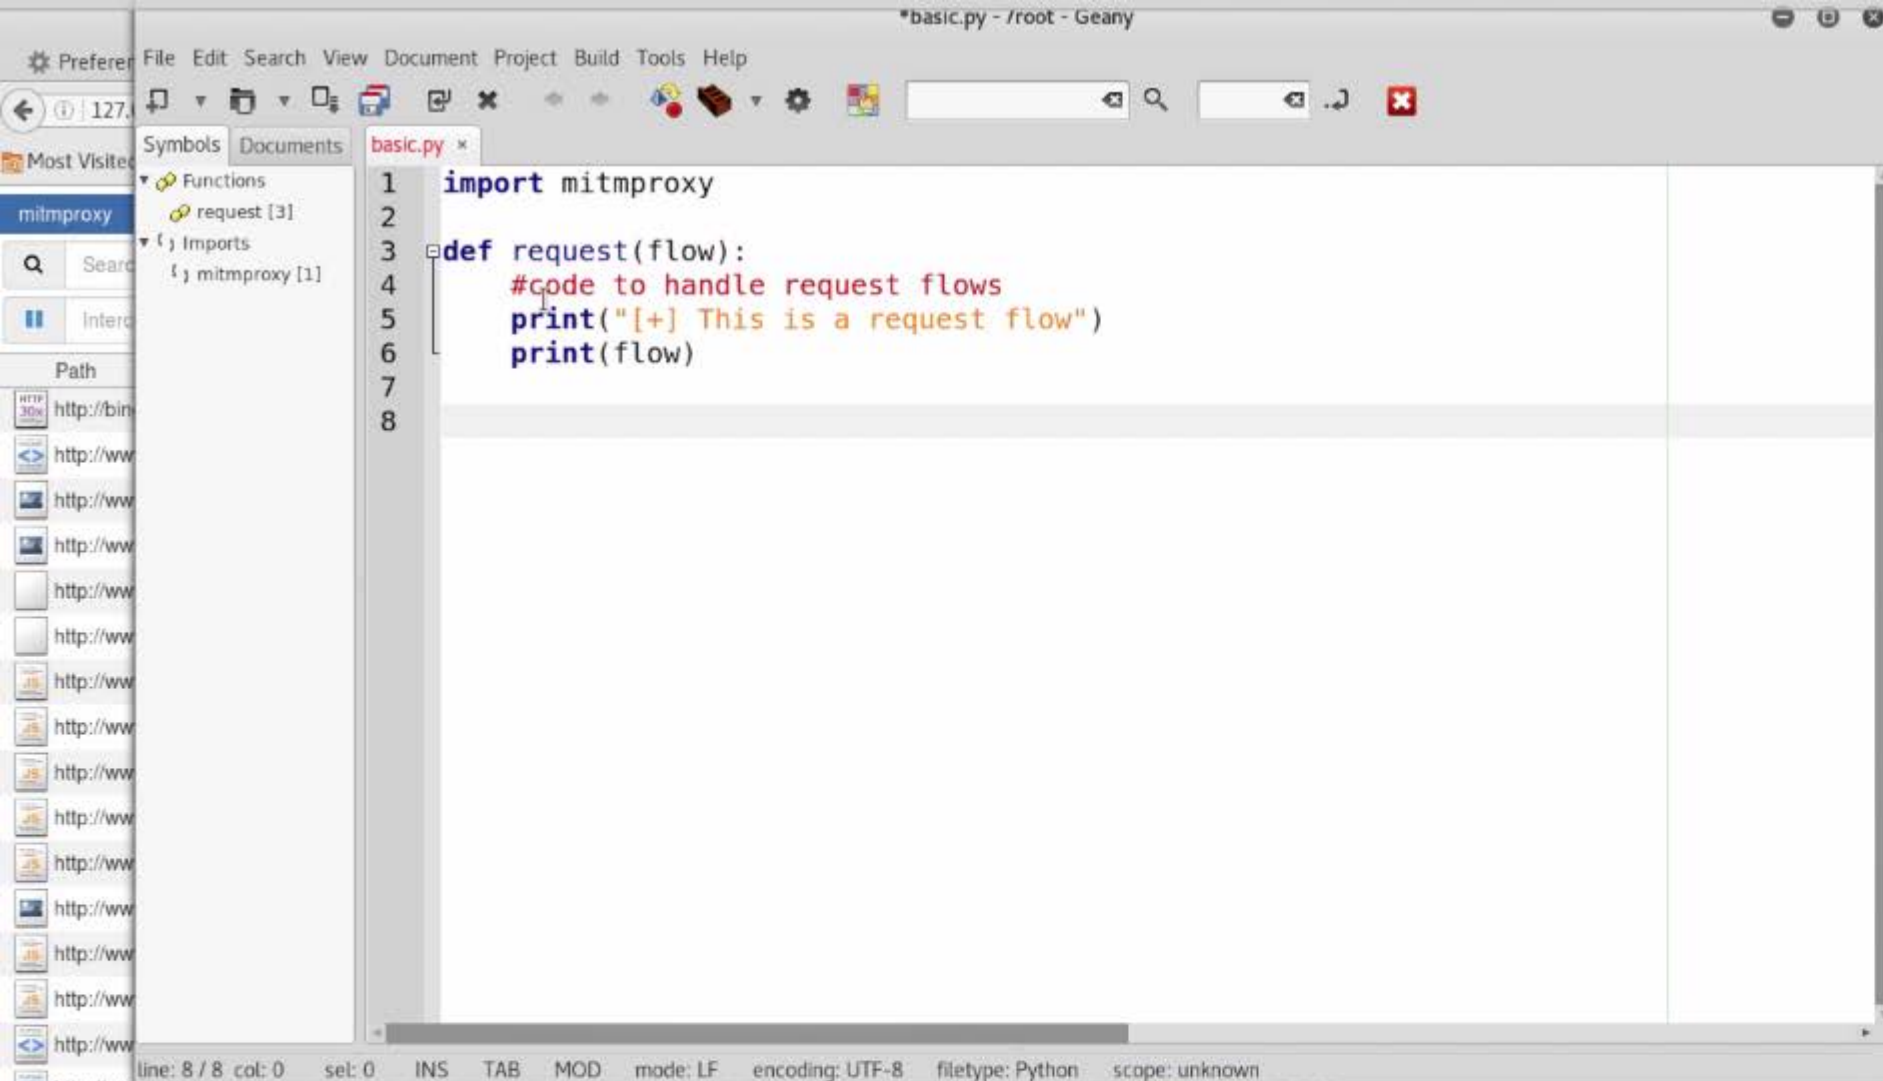 *basic.py - /root - Geany
Preferen
File Edit Search View Document Project Build Tools Help
127.
Symbols Documents basic.py
Most Visited
Functions
request [3]
Imports
mitmproxy [1]
mitmproxy
Searc
Interc
Path
http://bin
http://ww
http://ww
http://ww
http://ww
http://ww
http://ww
http://ww
http://ww
http://ww
http://ww
http://ww
http://ww
http://ww
http://ww
1 import mitmproxy
2
3 def request(flow):
4 #code to handle request flows
5 print("[+] This is a request flow")
6 print(flow)
7
8
line: 8 / 8 col: 0 sel: 0 INS TAB MOD mode: LF encoding: UTF-8 filetype: Python scope: unknown